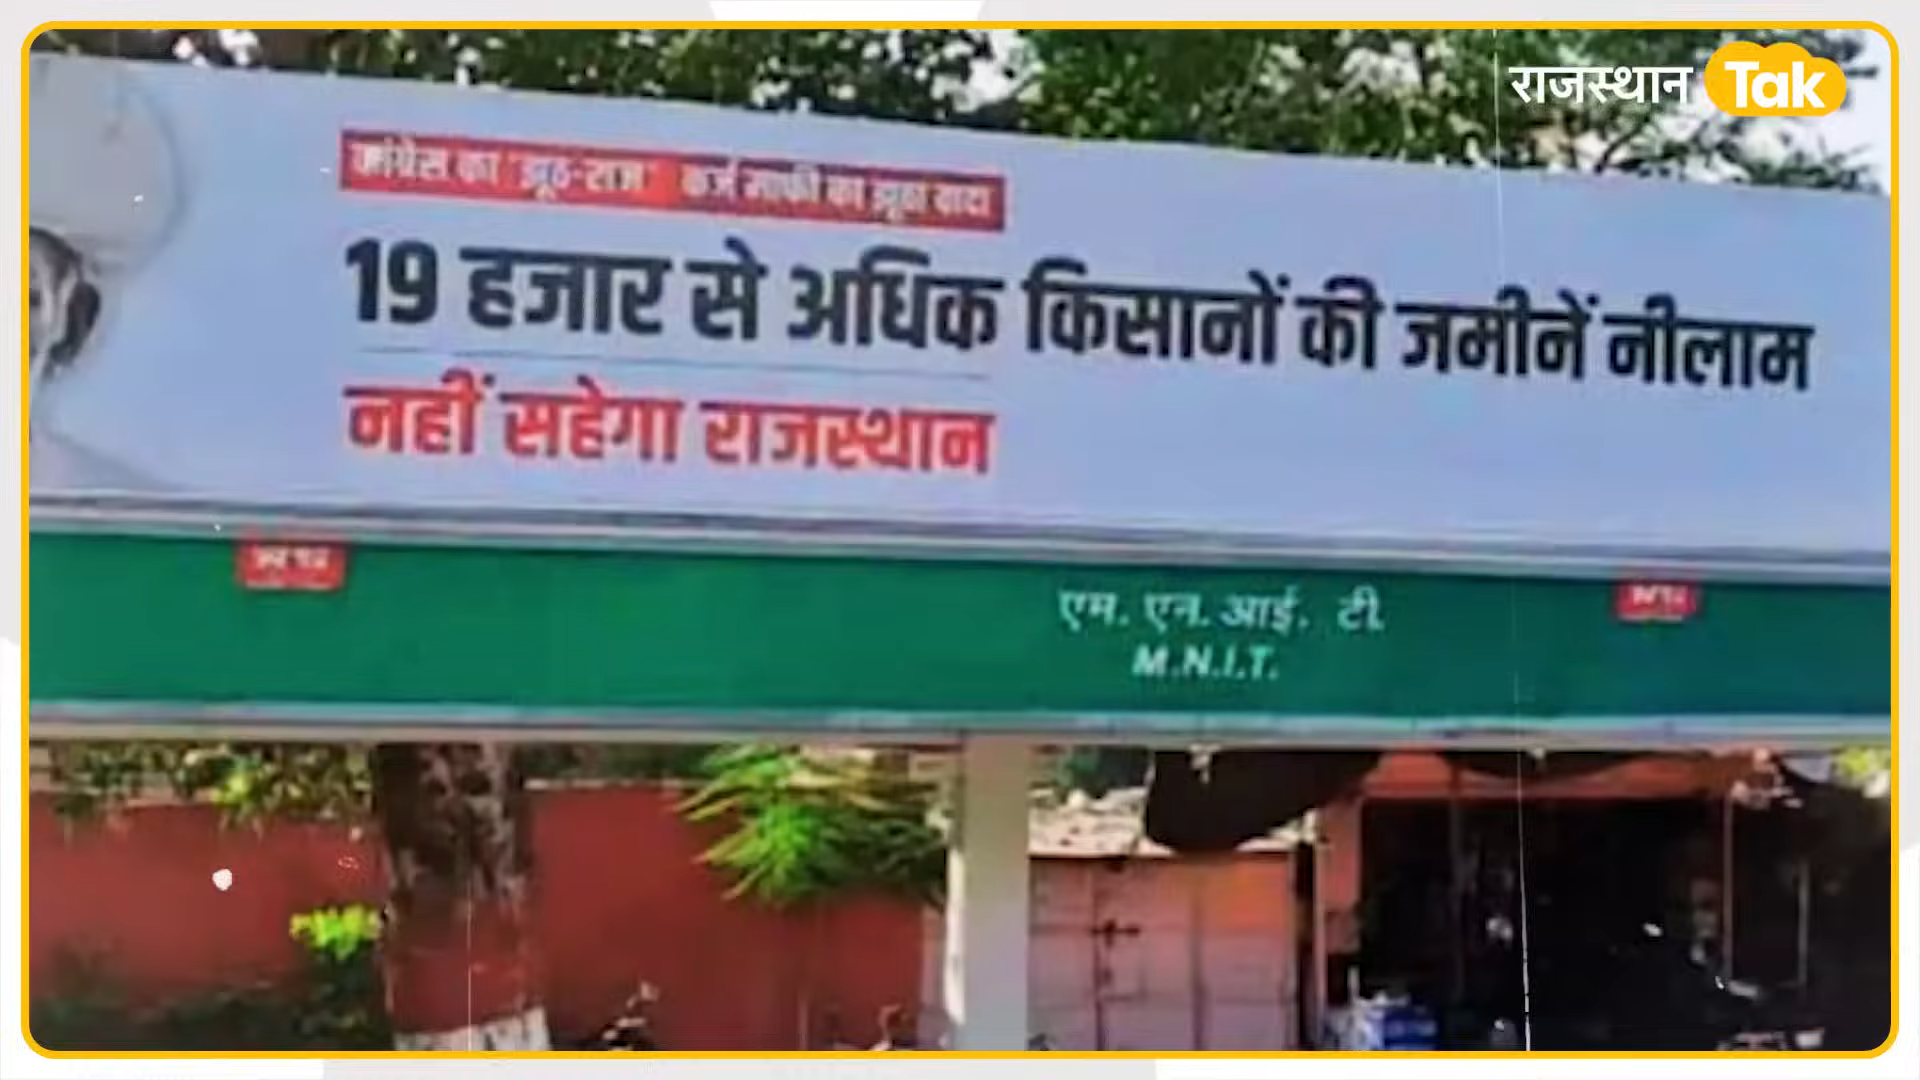 राजस्थान Tak
कांग्रेस का 'झूठ-राज' कर्ज माफी का झूठा वादा
19 हजार से अधिक किसानों की जमीनें नीलाम
नहीं सहेगा राजस्थान
एम. एन. आई. टी.
M.N.I.T.